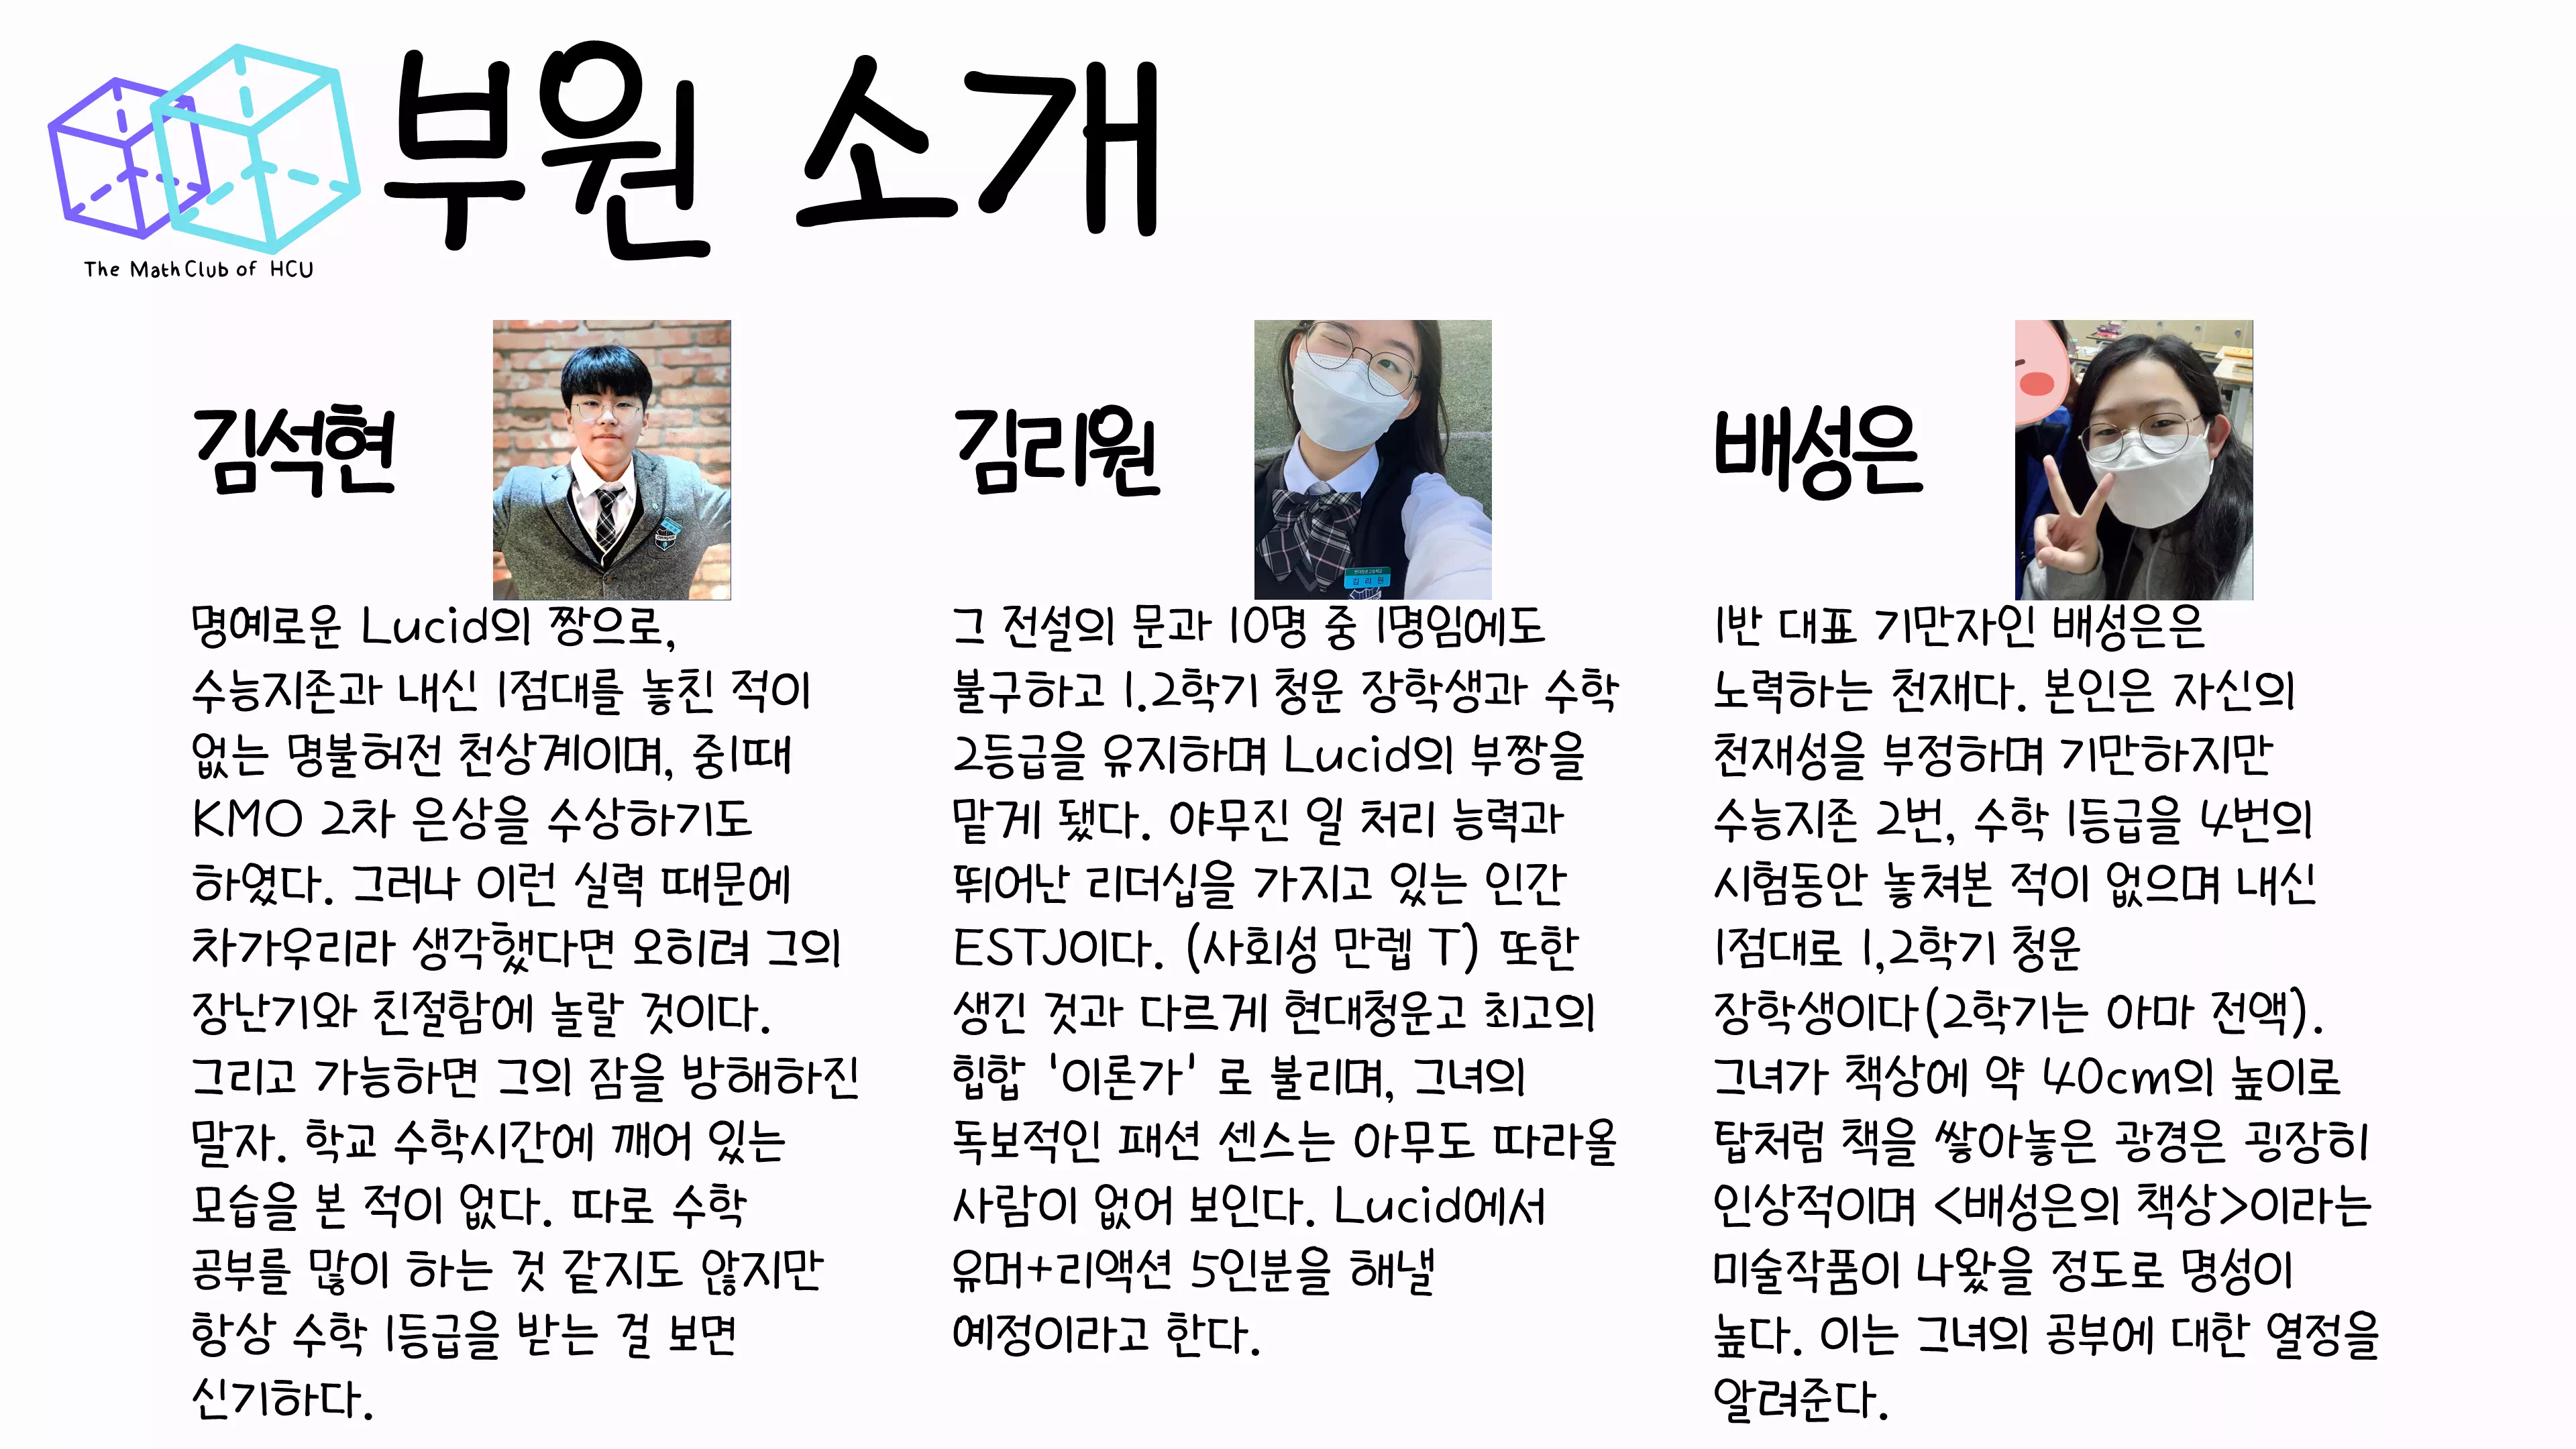 부원 소개
The Math Club of HCU
김석현
명예로운 Lucid의 짱으로,
수능지존과 내신 1점대를 놓친 적이
없는 명불허전 천상계이며, 중1때
KMO 2차 은상을 수상하기도
하였다. 그러나 이런 실력 때문에
차가우리라 생각했다면 오히려 그의
장난기와 친절함에 놀랄 것이다.
그리고 가능하면 그의 잠을 방해하진
말자. 학교 수학시간에 깨어 있는
모습을 본 적이 없다. 따로 수학
공부를 많이 하는 것 같지도 않지만
항상 수학 1등급을 받는 걸 보면
신기하다.
김리원
김리원
그 전설의 문과 10명 중 1명임에도
불구하고 1.2학기 청운 장학생과 수학
2등급을 유지하며 Lucid의 부짱을
맡게 됐다. 야무진 일 처리 능력과
뛰어난 리더십을 가지고 있는 인간
ESTJ이다. (사회성 만렙 T) 또한
생긴 것과 다르게 현대청운고 최고의
힙합 '이론가' 로 불리며, 그녀의
독보적인 패션 센스는 아무도 따라올
사람이 없어 보인다. Lucid에서
유머+리액션 5인분을 해낼
예정이라고 한다.
배성은
1반 대표 기만자인 배성은은
노력하는 천재다. 본인은 자신의
천재성을 부정하며 기만하지만
수능지존 2번, 수학 1등급을 4번의
시험동안 놓쳐본 적이 없으며 내신
1점대로 1,2학기 청운
장학생이다(2학기는 아마 전액).
그녀가 책상에 약 40cm의 높이로
탑처럼 책을 쌓아놓은 광경은 굉장히
인상적이며 <배성은의 책상>이라는
미술작품이 나왔을 정도로 명성이
높다. 이는 그녀의 공부에 대한 열정을
알려준다.